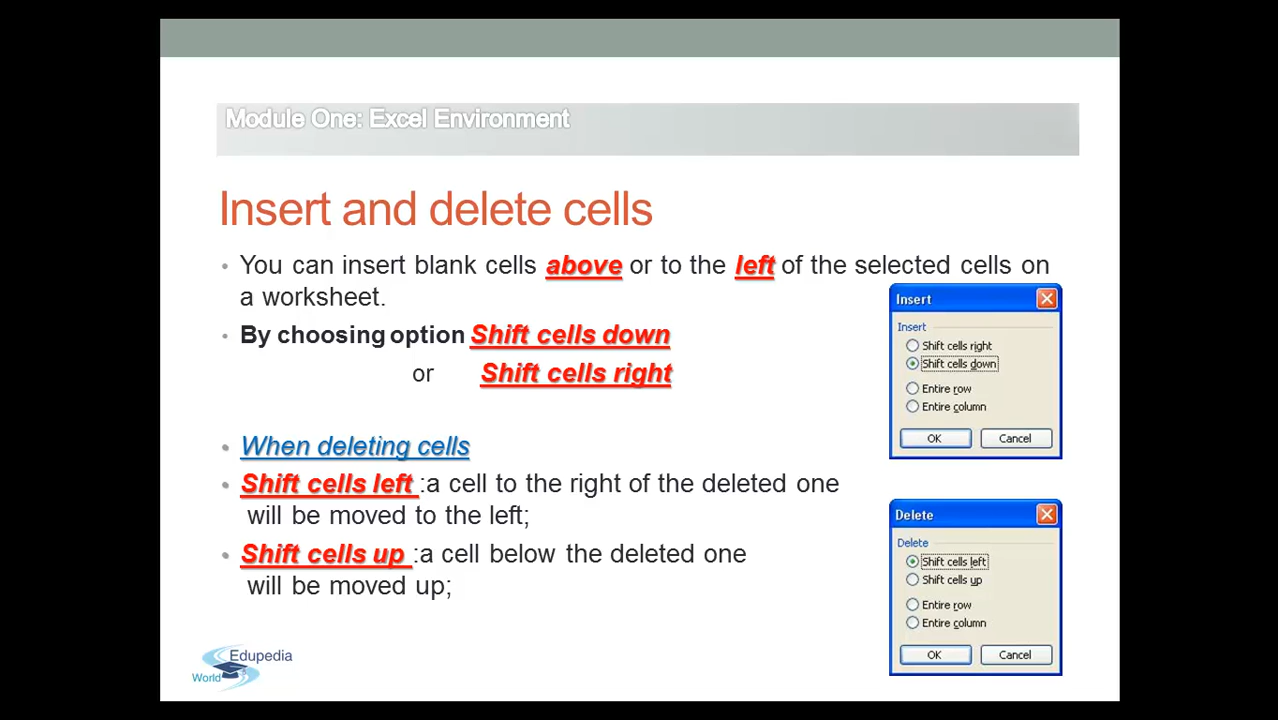 Module One: Excel Environment
Insert and delete cells
• You can insert blank cells above or to the left of the selected cells on
a worksheet.
• By choosing option Shift cells down
or Shift cells right
• When deleting cells
• Shift cells left :a cell to the right of the deleted one
will be moved to the left;
• Shift cells up :a cell below the deleted one
will be moved up;
Insert
Insert
Shift cells right
Shift cells down
Entire row
Entire column
OK Cancel
Delete
Delete
Shift cells left
Shift cells up
Entire row
Entire column
OK Cancel
Edupedia
World